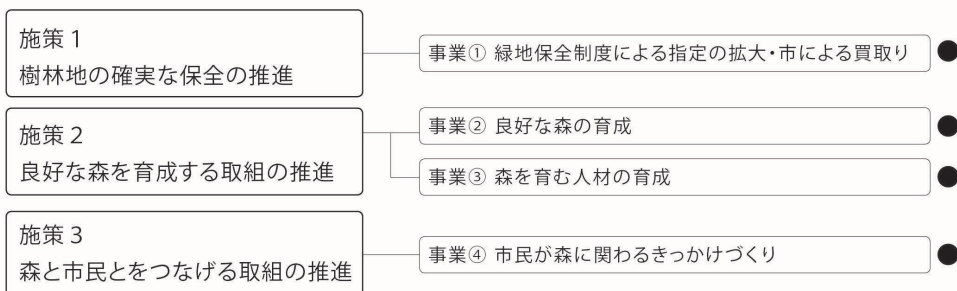 施策 1
樹林地の確実な保全の推進
事業① 緑地保全制度による指定の拡大・市による買取り
施策 2
良好な森を育成する取組の推進
事業② 良好な森の育成
事業③ 森を育む人材の育成
施策 3
森と市民とをつなげる取組の推進
事業④ 市民が森に関わるきっかけづくり